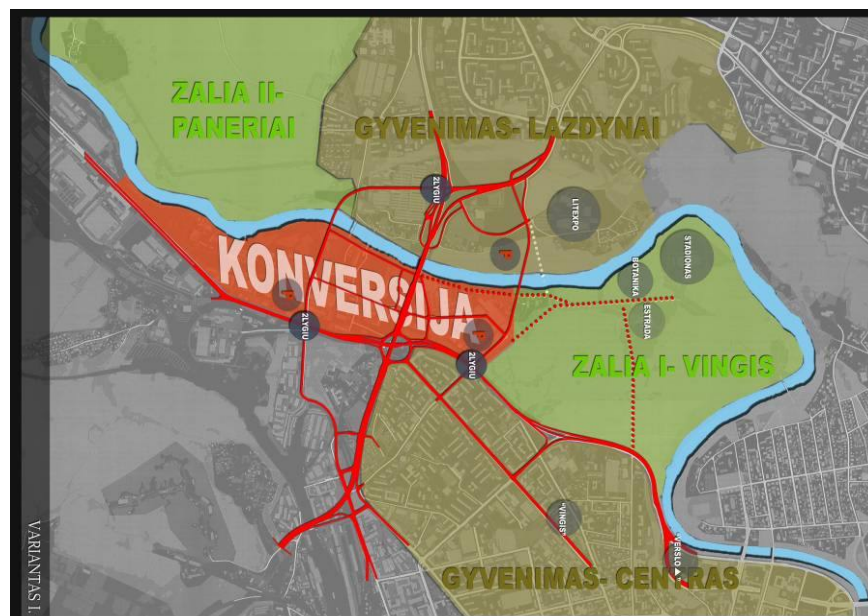 ZALIA II-
PANERIAI
GYVENIMAS- LAZDYNAI
2LYGIU
LITEXPO
STADIONAS
BOTANIKA
ESTRADA
KONVERSIJA
P
P
P
2LYGIU
2LYGIU
ZALIA I- VINGIS
"VINGIS"
"VERSLO ▲"
GYVENIMAS- CENTRAS
VARIANTAS I.